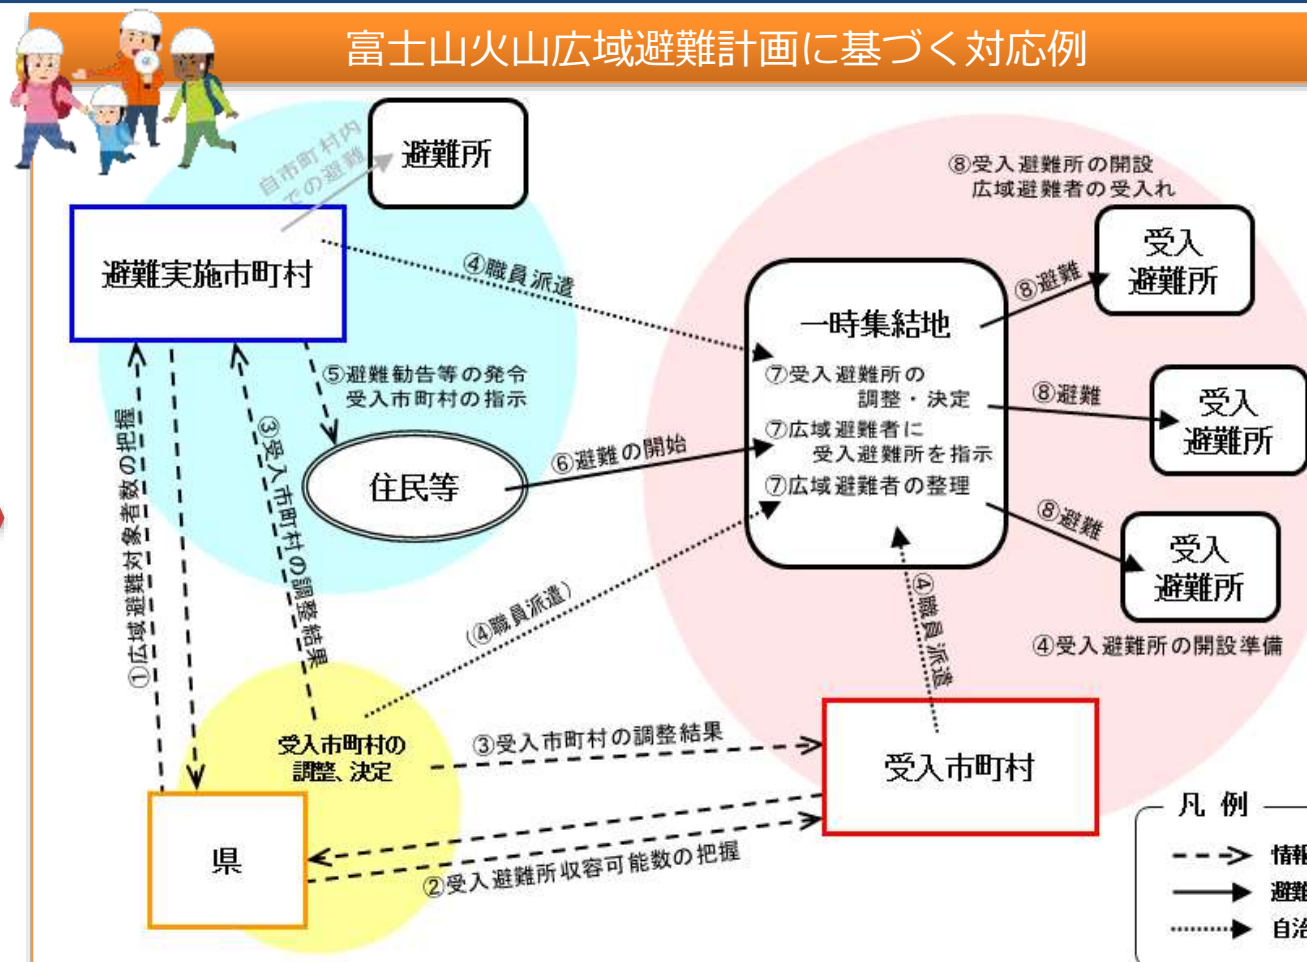 富士山火山広域避難計画に基づく対応例
自市町村内
での避難
避難所
避難実施市町村
④職員派遣
⑤避難勧告等の発令
受入市町村の指示
住民等
⑥避難の開始
①広域避難対象者数の把握
③受入市町村の調整結果
(④職員派遣)
一時集結地
⑦受入避難所の
調整・決定
⑦広域避難者に
受入避難所を指示
⑦広域避難者の整理
⑧受入避難所の開設
広域避難者の受入れ
⑧避難
受入
避難所
⑧避難
受入
避難所
⑧避難
受入
避難所
④受入避難所の開設準備
④職員派遣
受入市町村の
調整、決定
③受入市町村の調整結果
受入市町村
県
②受入避難所収容可能数の把握
凡 例
情報
避難
自治